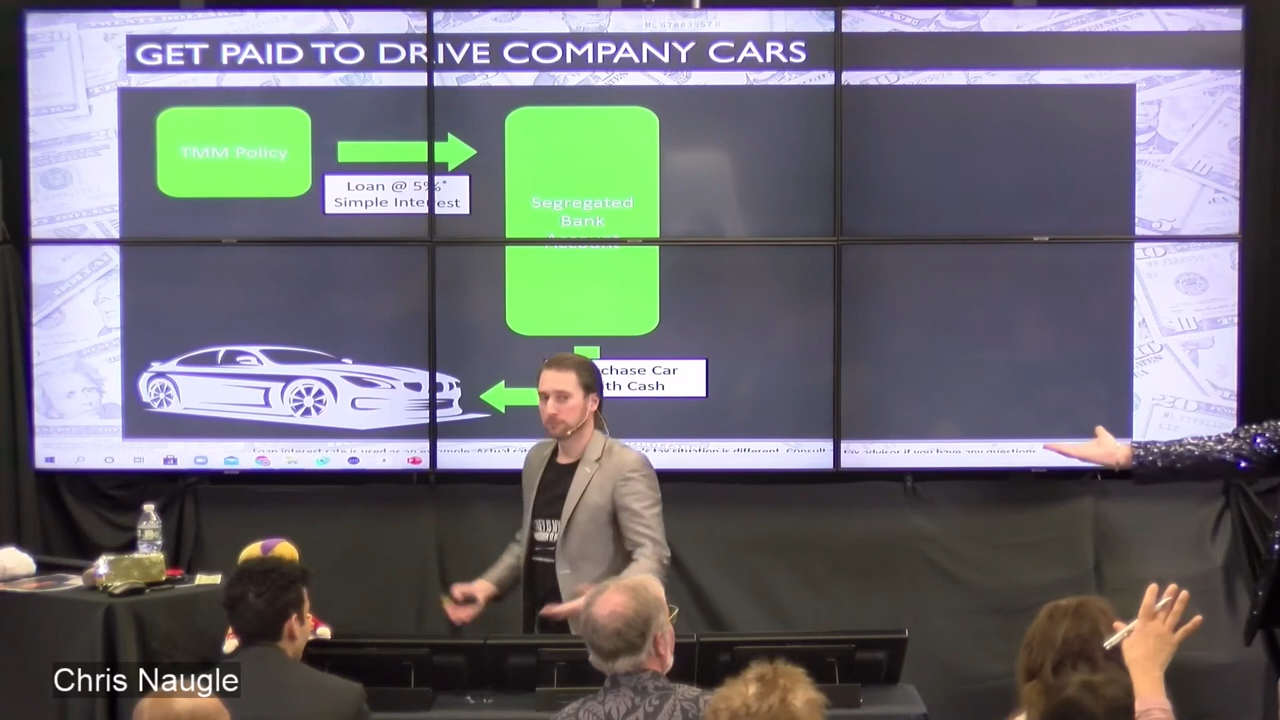 GET PAID TO DRIVE COMPANY CARS
TMM Policy
Loan @ 5%*
Simple Interest
Segregated
Bank
Account
chase Car
th Cash
Chris Naugle